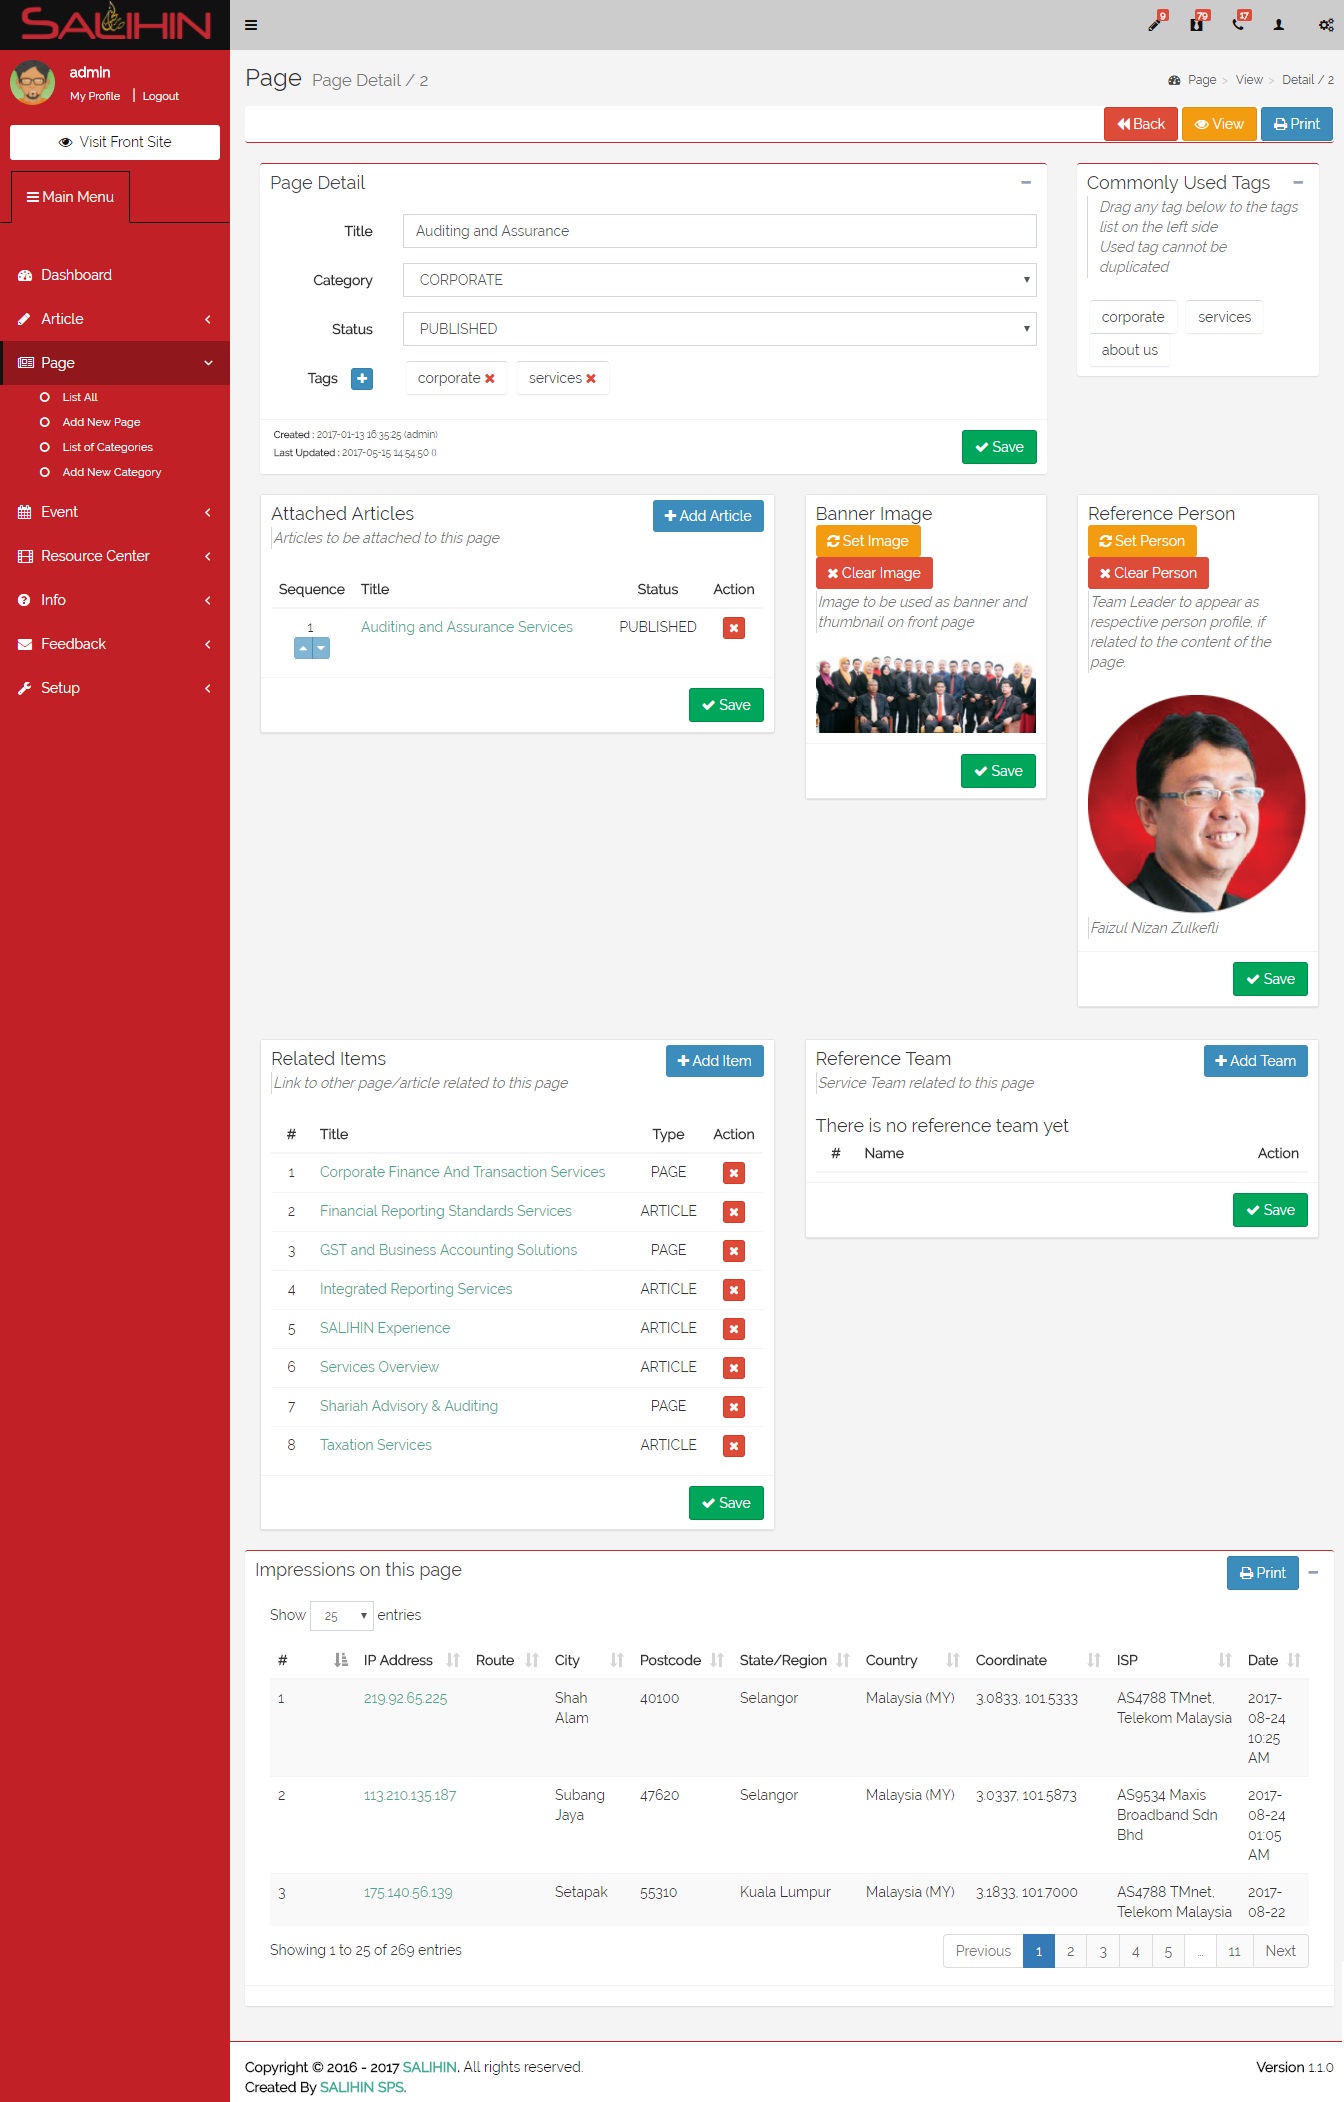 SALIHIN
9
79
17
admin
My Profile | Logout
Visit Front Site
Main Menu
Dashboard
Article
Page
List All
Add New Page
List of Categories
Add New Category
Event
Resource Center
Info
Feedback
Setup
Page Page Detail / 2
Page > View > Detail / 2
Back View Print
Page Detail
Title Auditing and Assurance
Category CORPORATE
Status PUBLISHED
Tags corporate services
Created : 2017-01-13 16:35:25 (admin)
Last Updated : 2017-05-15 14:54:50 ()
Save
Commonly Used Tags
Drag any tag below to the tags
list on the left side
Used tag cannot be
duplicated
corporate services
about us
Attached Articles
Add Article
Articles to be attached to this page
Sequence Title Status Action
1 Auditing and Assurance Services PUBLISHED
Save
Banner Image
Set Image
Clear Image
Image to be used as banner and
thumbnail on front page
Save
Reference Person
Set Person
Clear Person
Team Leader to appear as
respective person profile, if
related to the content of the
page.
Faizul Nizan Zulkefli
Save
Related Items
Add Item
Link to other page/article related to this page
# Title Type Action
1 Corporate Finance And Transaction Services PAGE
2 Financial Reporting Standards Services ARTICLE
3 GST and Business Accounting Solutions PAGE
4 Integrated Reporting Services ARTICLE
5 SALIHIN Experience ARTICLE
6 Services Overview ARTICLE
7 Shariah Advisory & Auditing PAGE
8 Taxation Services ARTICLE
Save
Reference Team
Add Team
Service Team related to this page
There is no reference team yet
# Name Action
Save
Impressions on this page
Print
Show 25 entries
# IP Address Route City Postcode State/Region Country Coordinate ISP Date
1 219.92.65.225 Shah 40100 Selangor Malaysia (MY) 3.0833, 101.5333 AS4788 TMnet, 2017-
Alam Telekom Malaysia 08-24
10:25
AM
2 113.210.135.187 Subang 47620 Selangor Malaysia (MY) 3.0337, 101.5873 AS9534 Maxis 2017-
Jaya Broadband Sdn 08-24
Bhd 01:05
AM
3 175.140.56.139 Setapak 55310 Kuala Lumpur Malaysia (MY) 3.1833, 101.7000 AS4788 TMnet, 2017-
Telekom Malaysia 08-22
Showing 1 to 25 of 269 entries
Previous 1 2 3 4 5 … 11 Next
Copyright © 2016 - 2017 SALIHIN. All rights reserved.
Version 1.1.0
Created By SALIHIN SPS.